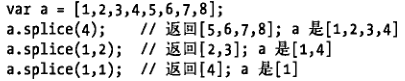 var a = [1,2,3,4,5,6,7,8];
a.splice(4);    // 返回[5,6,7,8]; a 是[1,2,3,4]
a.splice(1,2);  // 返回[2,3]; a 是[1,4]
a.splice(1,1);  // 返回[4]; a 是[1]